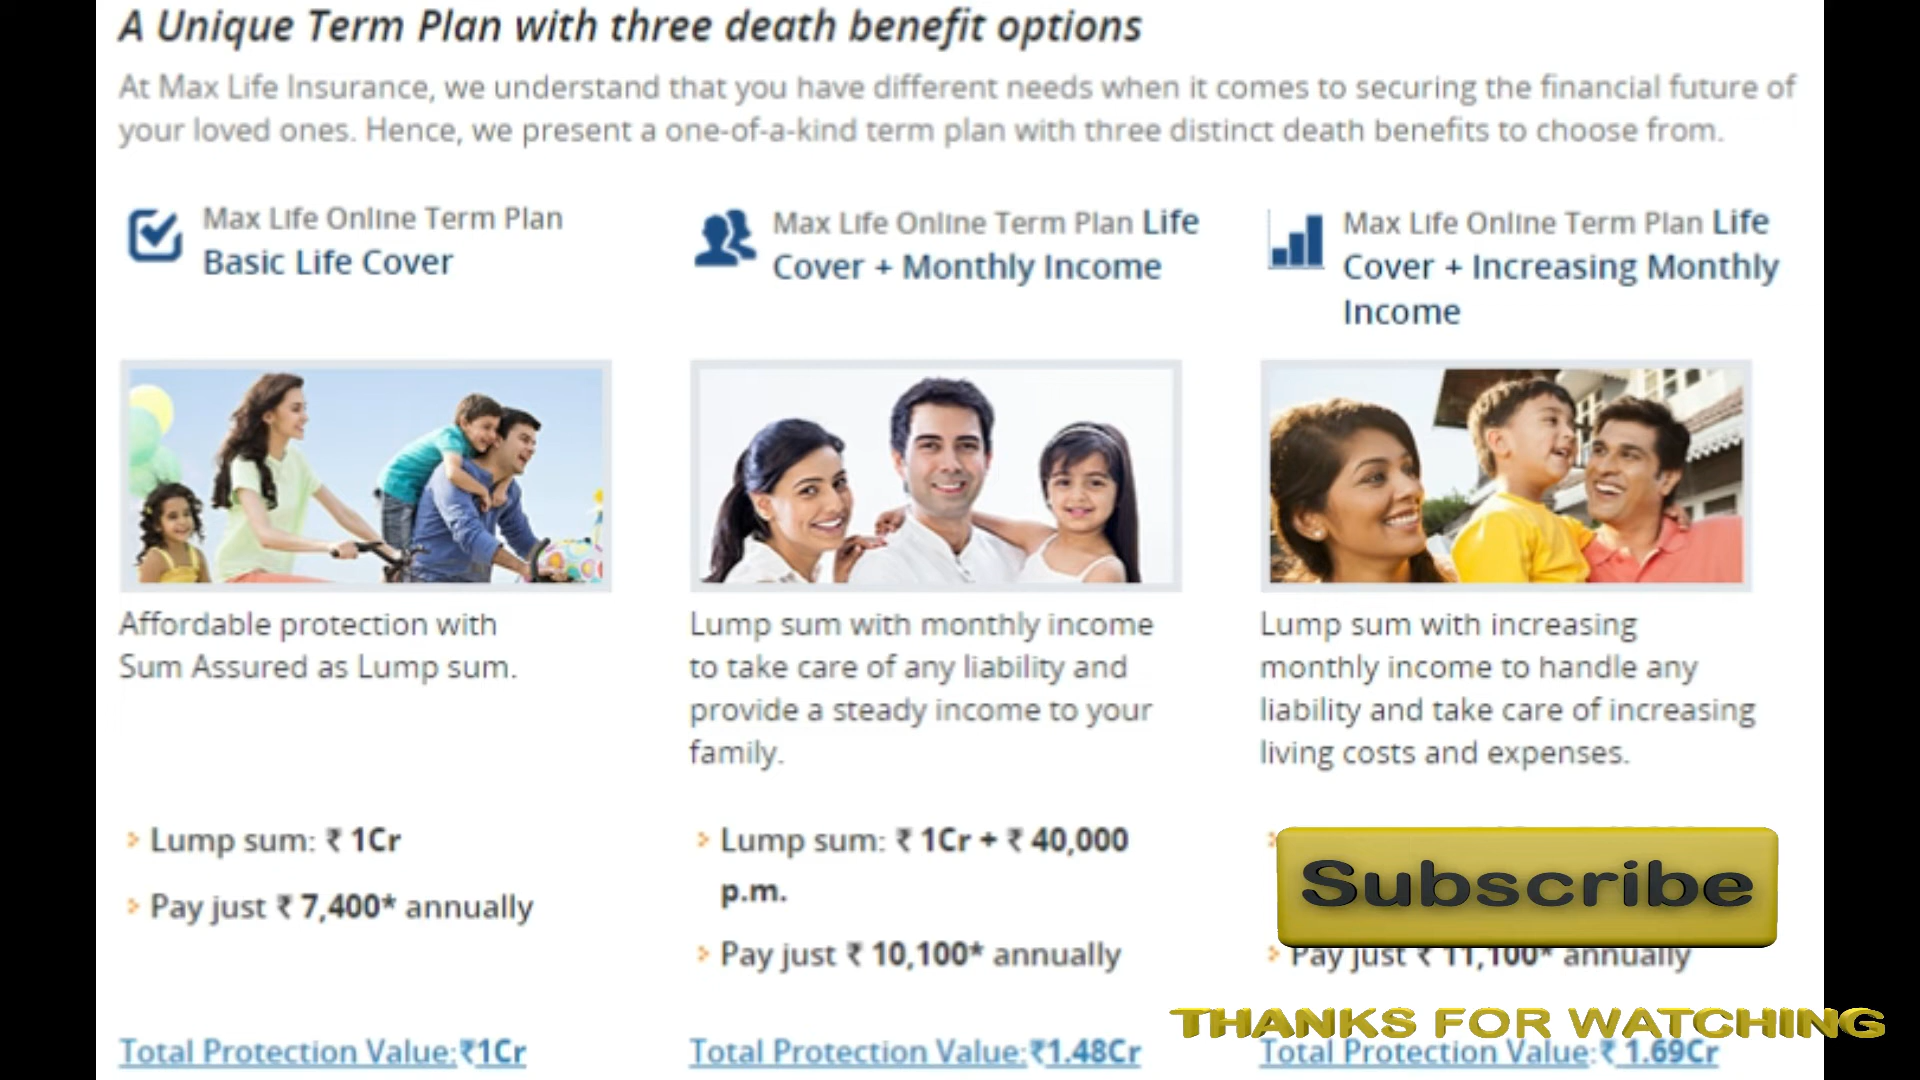 A Unique Term Plan with three death benefit options
At Max Life Insurance, we understand that you have different needs when it comes to securing the financial future of
your loved ones. Hence, we present a one-of-a-kind term plan with three distinct death benefits to choose from.
Max Life Online Term Plan
Basic Life Cover
Max Life Online Term Plan Life
Cover + Monthly Income
Max Life Online Term Plan Life
Cover + Increasing Monthly
Income
Affordable protection with
Sum Assured as Lump sum.
Lump sum with monthly income
to take care of any liability and
provide a steady income to your
family.
Lump sum with increasing
monthly income to handle any
liability and take care of increasing
living costs and expenses.
Lump sum: ₹ 1Cr
Pay just ₹ 7,400* annually
Lump sum: ₹ 1Cr + ₹ 40,000
p.m.
Pay just ₹ 10,100* annually
Subscribe
Pay just ₹ 11,100* annually
THANKS FOR WATCHING
Total Protection Value:₹1Cr
Total Protection Value:₹1.48Cr
Total Protection Value:₹ 1.69Cr